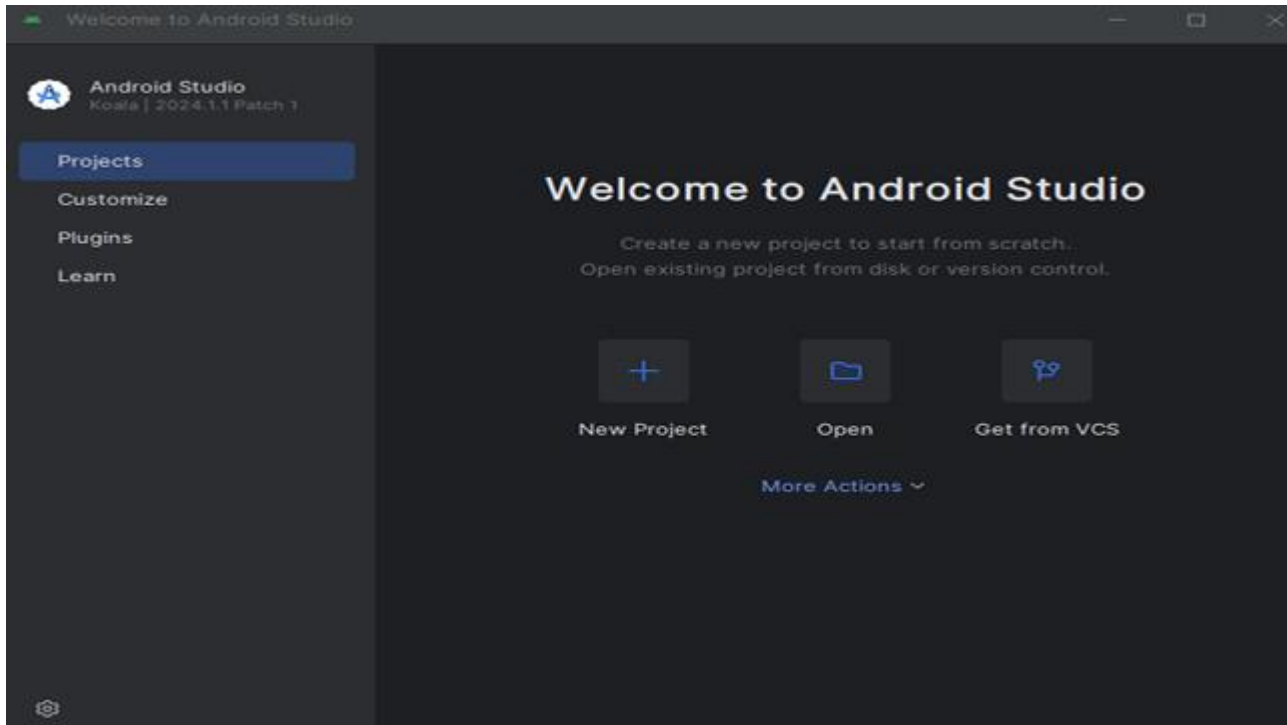 Welcome to Android Studio
Android Studio
Koala | 2024.1.1 Patch 1
Projects
Customize
Plugins
Learn
Welcome to Android Studio
Create a new project to start from scratch..
Open existing project from disk or version control.
New Project
Open
Get from VCS
More Actions